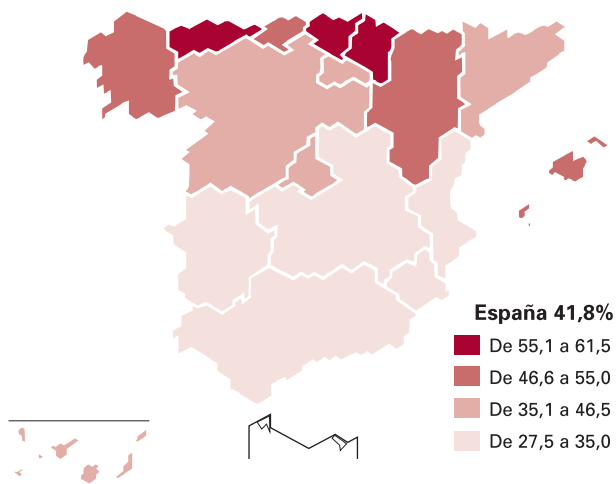 España 41,8%
De 55,1 a 61,5
De 46,6 a 55,0
De 35,1 a 46,5
De 27,5 a 35,0